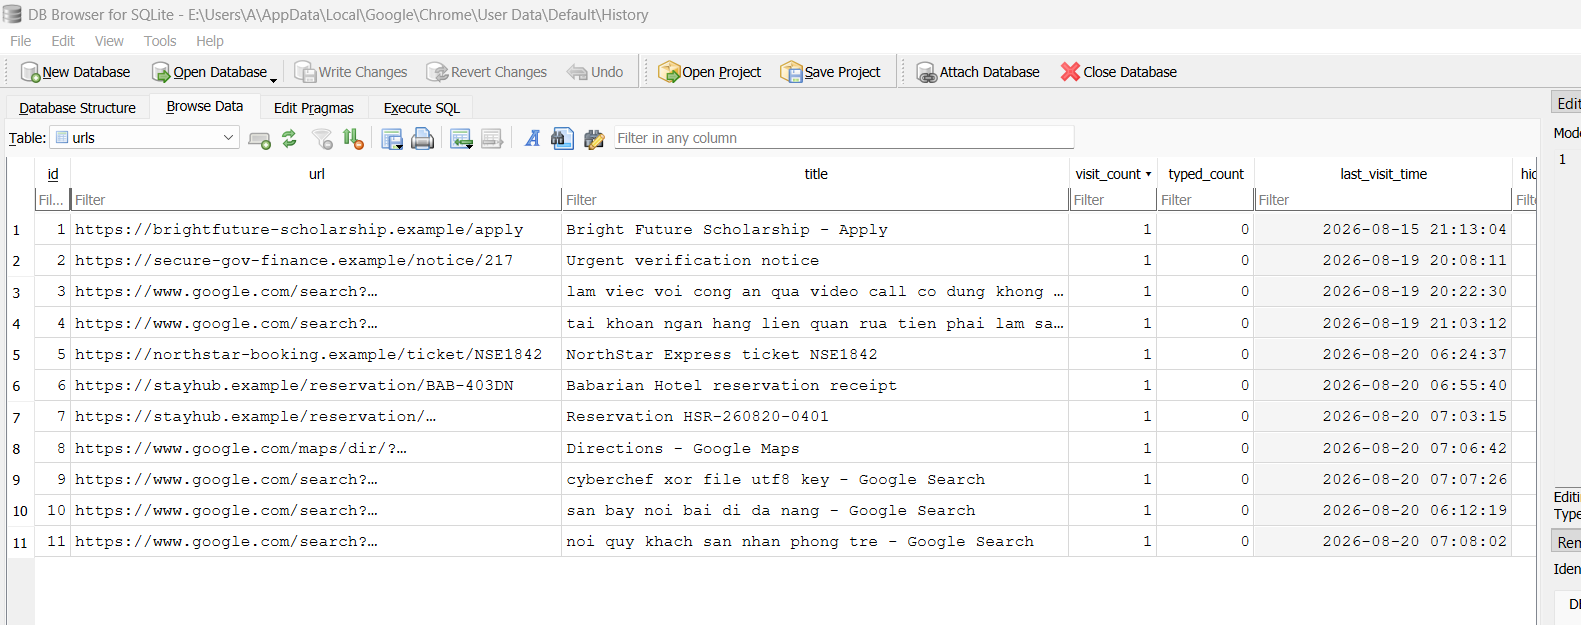 DB Browser for SQLite - E:\Users\A\AppData\Local\Google\Chrome\User Data\Default\History
File Edit View Tools Help
New Database Open Database Write Changes Revert Changes Undo Open Project Save Project Attach Database Close Database
Database Structure Browse Data Edit Pragmas Execute SQL
Table: urls Filter in any column
id url title visit_count typed_count last_visit_time
Fil... Filter Filter Filter Filter Filter
1 1 https://brightfuture-scholarship.example/apply Bright Future Scholarship - Apply 1 0 2026-08-15 21:13:04
2 2 https://secure-gov-finance.example/notice/217 Urgent verification notice 1 0 2026-08-19 20:08:11
3 3 https://www.google.com/search?… lam viec voi cong an qua video call co dung khong … 1 0 2026-08-19 20:22:30
4 4 https://www.google.com/search?… tai khoan ngan hang lien quan rua tien phai lam sa… 1 0 2026-08-19 21:03:12
5 5 https://northstar-booking.example/ticket/NSE1842 NorthStar Express ticket NSE1842 1 0 2026-08-20 06:24:37
6 6 https://stayhub.example/reservation/BAB-403DN Babarian Hotel reservation receipt 1 0 2026-08-20 06:55:40
7 7 https://stayhub.example/reservation/… Reservation HSR-260820-0401 1 0 2026-08-20 07:03:15
8 8 https://www.google.com/maps/dir/?… Directions - Google Maps 1 0 2026-08-20 07:06:42
9 9 https://www.google.com/search?… cyberchef xor file utf8 key - Google Search 1 0 2026-08-20 07:07:26
10 10 https://www.google.com/search?… san bay noi bai di da nang - Google Search 1 0 2026-08-20 06:12:19
11 11 https://www.google.com/search?… noi quy khach san nhan phong tre - Google Search 1 0 2026-08-20 07:08:02
Edit
1
Type